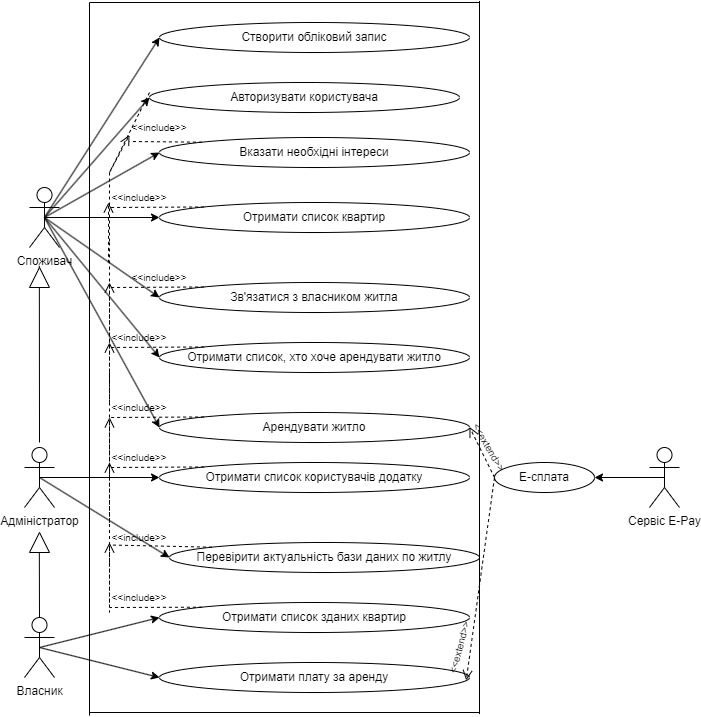 Створити обліковий запис
Авторизувати користувача
<<include>>
Вказати необхідні інтереси
<<include>>
Отримати список квартир
Споживач
<<include>>
Зв'язатися з власником житла
<<include>>
Отримати список, хто хоче арендувати житло
<<include>>
Арендувати житло
<<extend>>
<<include>>
Отримати список користувачів додатку
Е-сплата
Адміністратор
Сервіс E-Pay
<<include>>
Перевірити актуальність бази даних по житлу
<<include>>
Отримати список зданих квартир
<<extend>>
Отримати плату за аренду
Власник